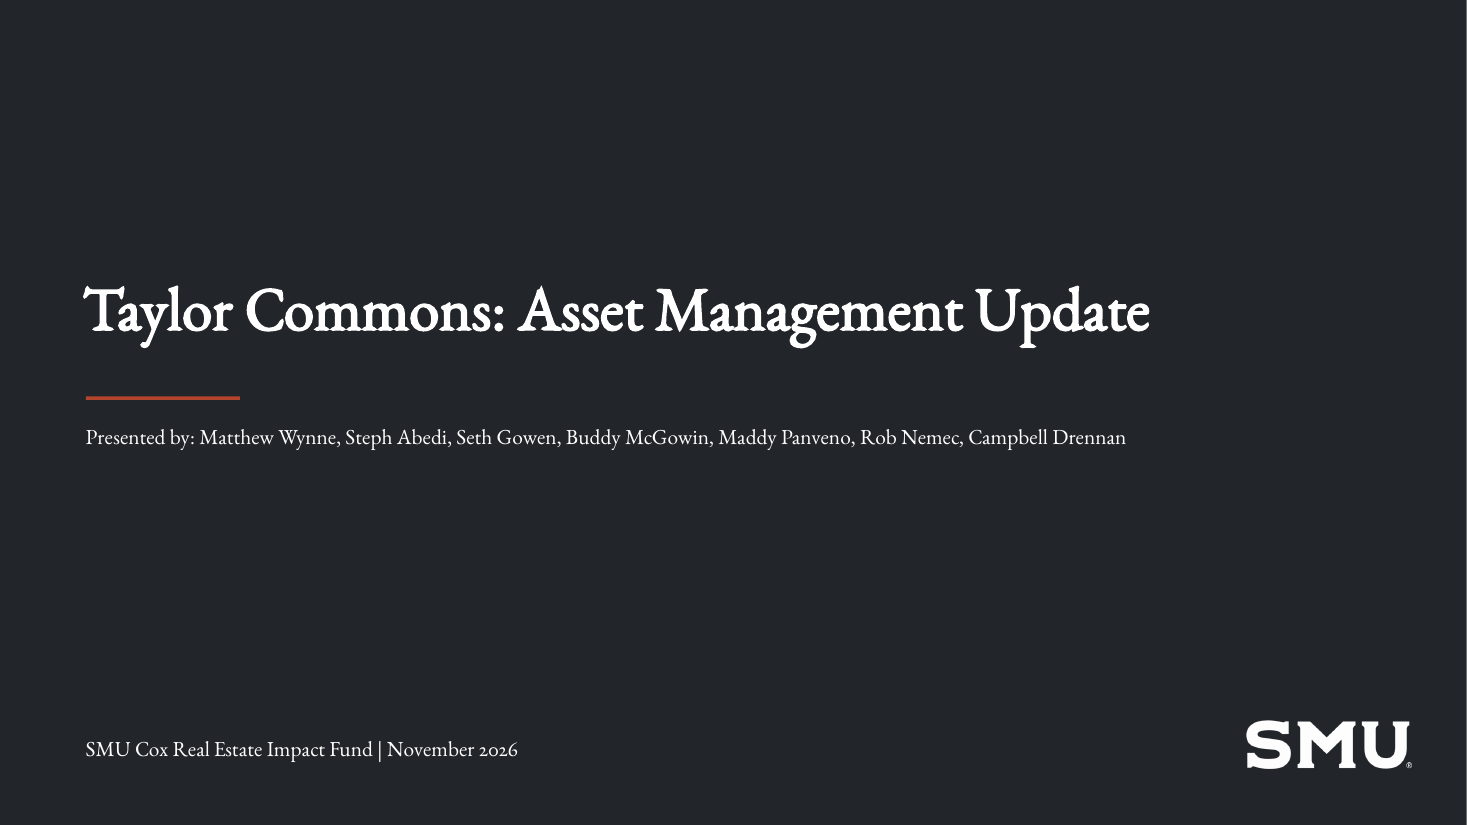 Taylor Commons: Asset Management Update
Presented by: Matthew Wynne, Steph Abedi, Seth Gowen, Buddy McGowin, Maddy Panveno, Rob Nemec, Campbell Drennan
SMU Cox Real Estate Impact Fund | November 2026
SMU®